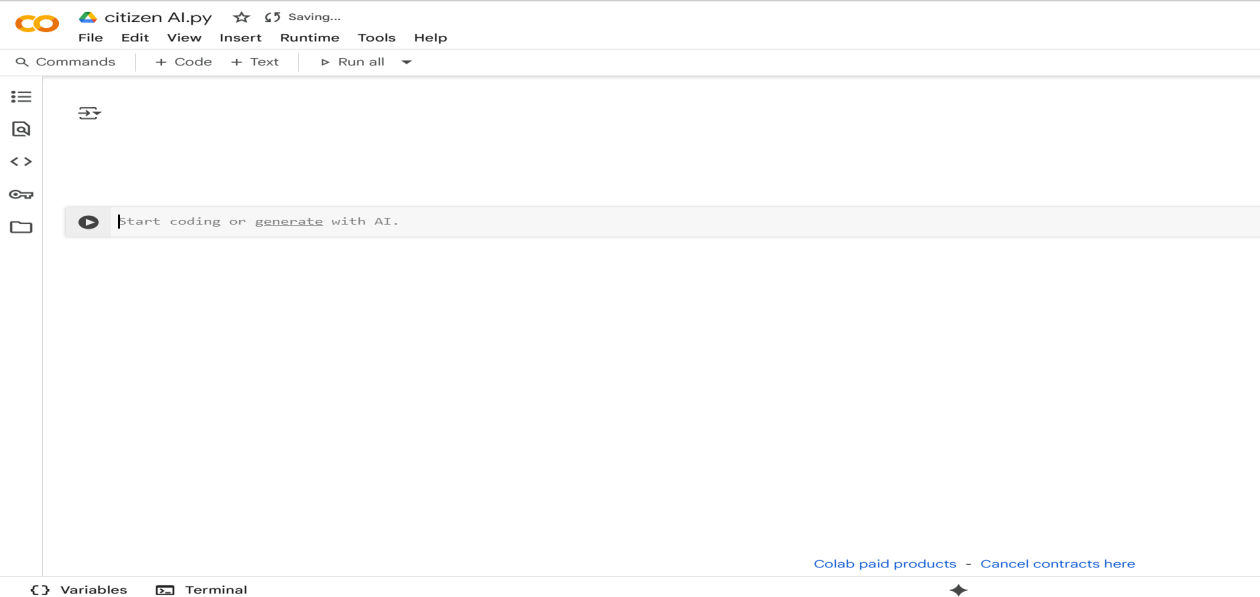 citizen AI.py Saving...
File Edit View Insert Runtime Tools Help
Commands + Code + Text Run all
Start coding or generate with AI.
Colab paid products - Cancel contracts here
Variables Terminal